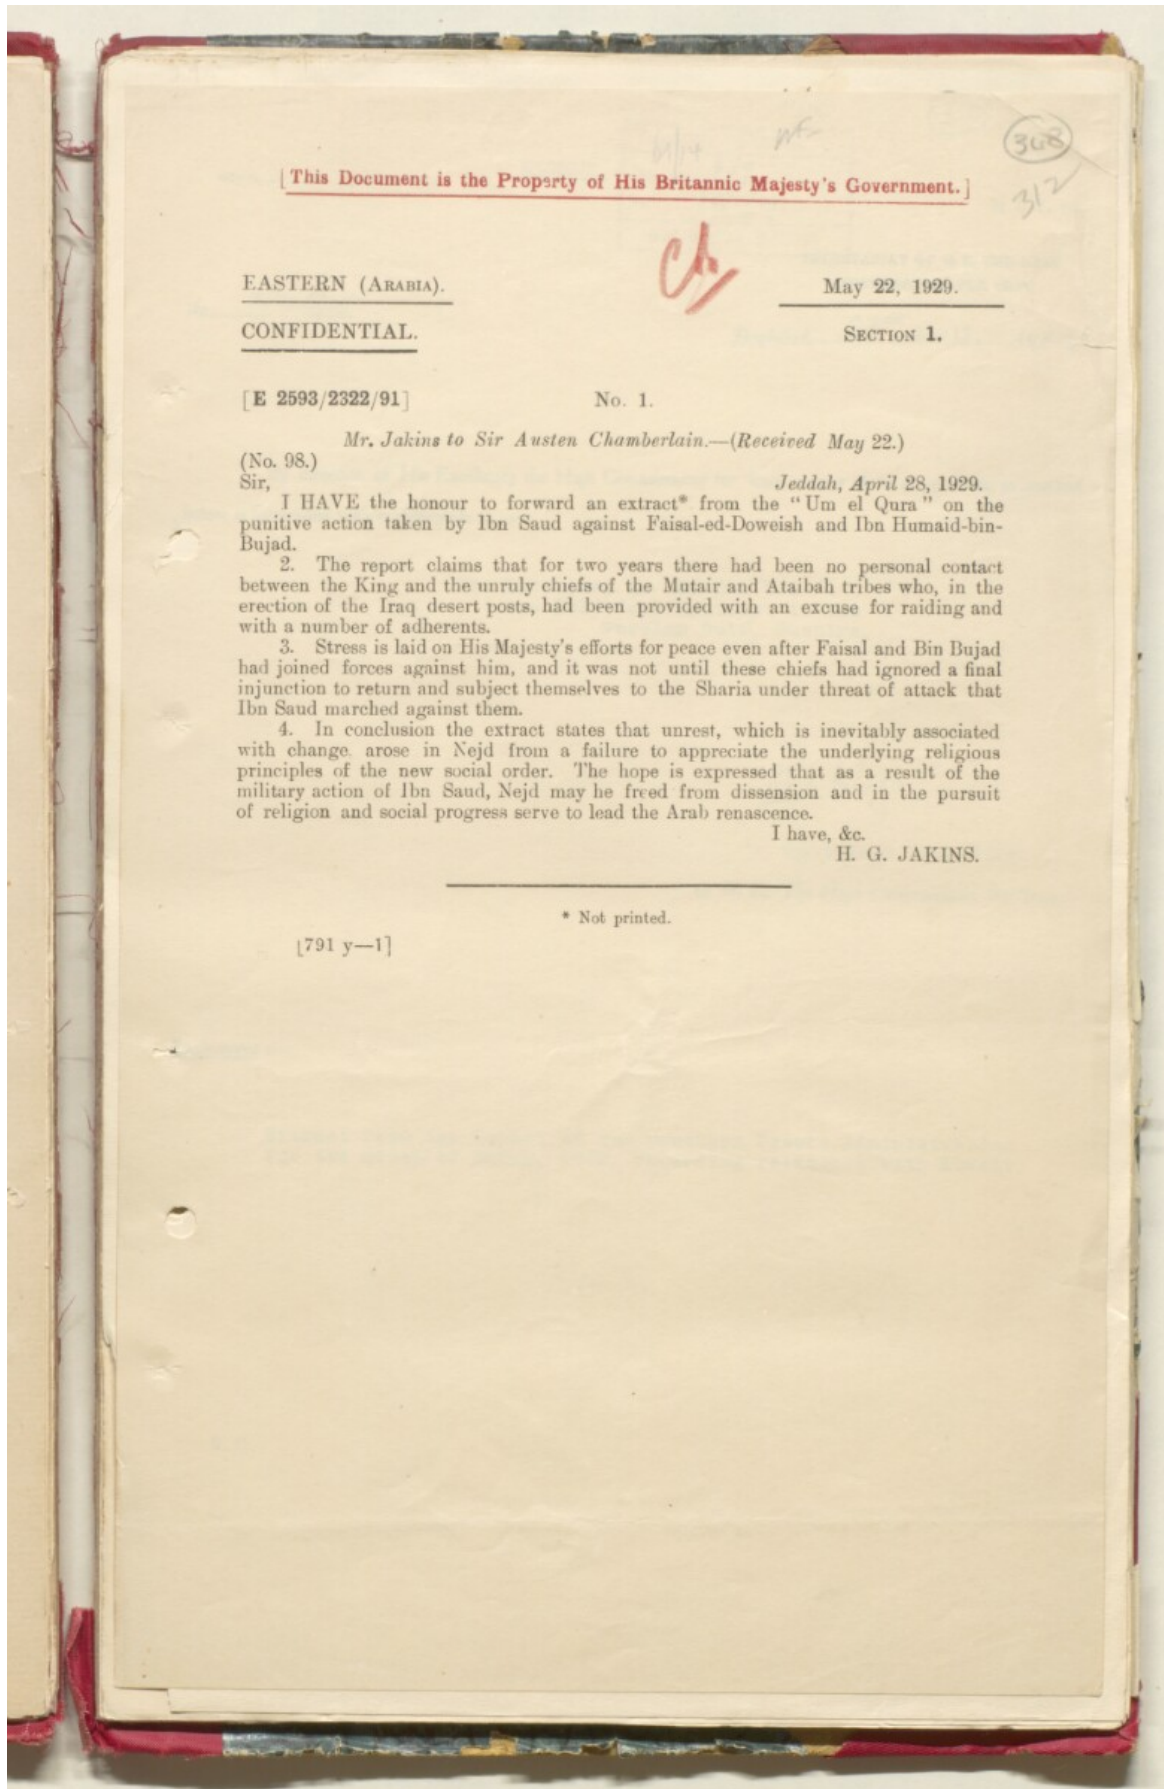 368
312
[This Document is the Property of His Britannic Majesty's Government.]
EASTERN (ARABIA).
May 22, 1929.
CONFIDENTIAL.
SECTION 1.
[E 2593/2322/91]
No. 1.
Mr. Jakins to Sir Austen Chamberlain.—(Received May 22.)
(No. 98.)
Sir,
Jeddah, April 28, 1929.
I HAVE the honour to forward an extract* from the "Um el Qura" on the
punitive action taken by Ibn Saud against Faisal-ed-Doweish and Ibn Humaid-bin-
Bujad.
2. The report claims that for two years there had been no personal contact
between the King and the unruly chiefs of the Mutair and Ataibah tribes who, in the
erection of the Iraq desert posts, had been provided with an excuse for raiding and
with a number of adherents.
3. Stress is laid on His Majesty's efforts for peace even after Faisal and Bin Bujad
had joined forces against him, and it was not until these chiefs had ignored a final
injunction to return and subject themselves to the Sharia under threat of attack that
Ibn Saud marched against them.
4. In conclusion the extract states that unrest, which is inevitably associated
with change, arose in Nejd from a failure to appreciate the underlying religious
principles of the new social order. The hope is expressed that as a result of the
military action of Ibn Saud, Nejd may be freed from dissension and in the pursuit
of religion and social progress serve to lead the Arab renascence.
I have, &c.
H. G. JAKINS.
* Not printed.
[791 y—1]